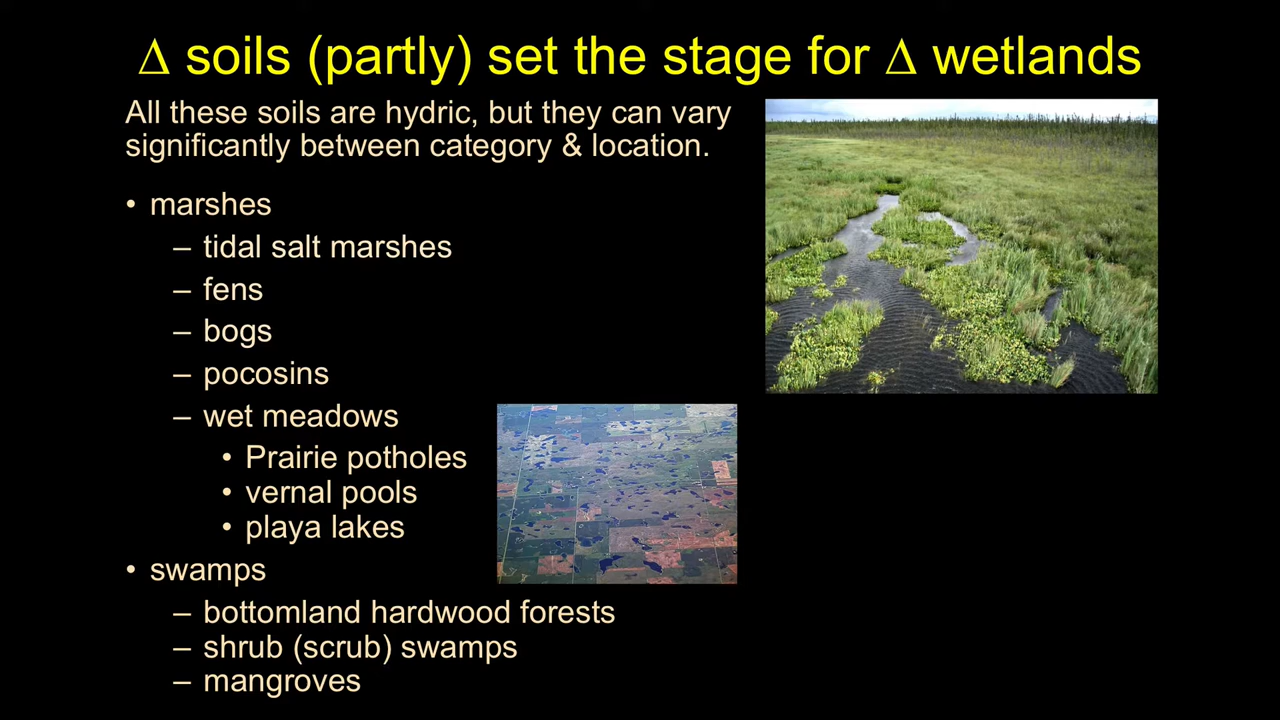 Δ soils (partly) set the stage for Δ wetlands
All these soils are hydric, but they can vary
significantly between category & location.
• marshes
– tidal salt marshes
– fens
– bogs
– pocosins
– wet meadows
• Prairie potholes
• vernal pools
• playa lakes
• swamps
– bottomland hardwood forests
– shrub (scrub) swamps
– mangroves